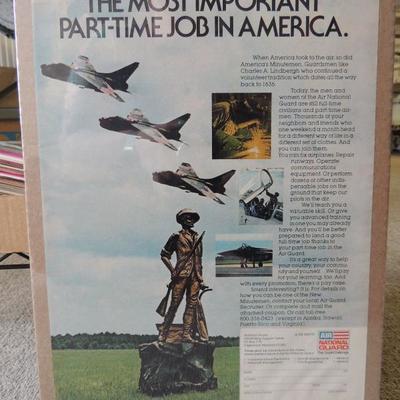 THE MOST IMPORTANT
PART-TIME JOB IN AMERICA.
When America took to the air, so did
America's Minutemen, Guardsmen like
Charles A. Lindbergh who continued a
volunteer tradition which dates all the way
back to 1636.
Today, the men and
women of the Air National
Guard are still full-time
civilians and part time air-
men. Thousands of your
neighbors and friends who
one weekend a month head
for a different way of life in a
different set of clothes. And
you can join them.
You can fix airplanes. Repair
runways. Operate
communications
equipment. Or perform
dozens of other indis-
pensable jobs on the
ground that keep our
pilots in the air.
We'll teach you a
valuable skill. Or give
you advanced training
in one you may already
have. And you'll be better
prepared to land a good
full time job thanks to
your part time job in the
Air Guard.
It's a great way to help
your country, your commu-
nity and yourself. We'll pay
for your learning, too. And
with every promotion, there's a pay raise.
Sound interesting? It is. For details on
how you can be one of the New
Minutemen, contact your local Air Guard
Recruiter. Or complete and mail the
attached coupon. Or call toll free
(except in Alaska, Hawaii,
Puerto Rico and Virginia).
AIR
NATIONAL
GUARD